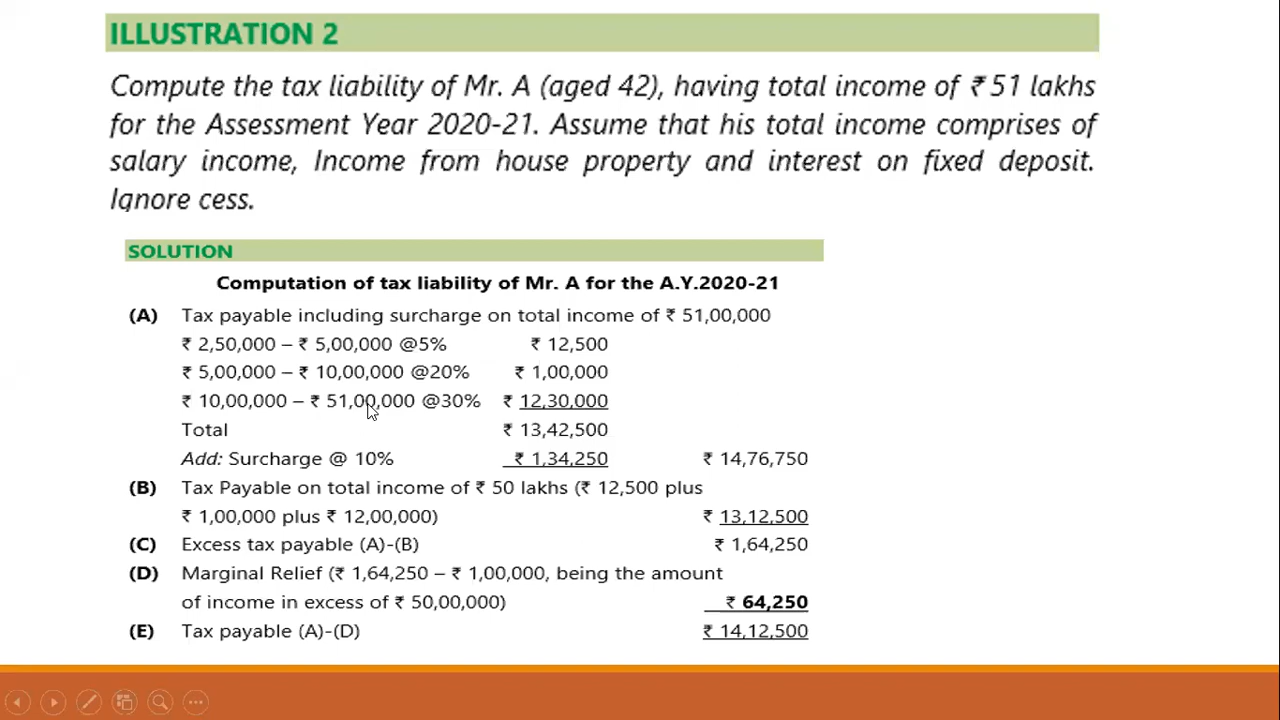 ILLUSTRATION 2
Compute the tax liability of Mr. A (aged 42), having total income of ₹ 51 lakhs
for the Assessment Year 2020-21. Assume that his total income comprises of
salary income, Income from house property and interest on fixed deposit.
Ignore cess.
SOLUTION
Computation of tax liability of Mr. A for the A.Y.2020-21
(A) Tax payable including surcharge on total income of ₹ 51,00,000
₹ 2,50,000 – ₹ 5,00,000 @5% ₹ 12,500
₹ 5,00,000 – ₹ 10,00,000 @20% ₹ 1,00,000
₹ 10,00,000 – ₹ 51,00,000 @30% ₹ 12,30,000
Total ₹ 13,42,500
Add: Surcharge @ 10% ₹ 1,34,250 ₹ 14,76,750
(B) Tax Payable on total income of ₹ 50 lakhs (₹ 12,500 plus
₹ 1,00,000 plus ₹ 12,00,000) ₹ 13,12,500
(C) Excess tax payable (A)-(B) ₹ 1,64,250
(D) Marginal Relief (₹ 1,64,250 – ₹ 1,00,000, being the amount
of income in excess of ₹ 50,00,000) ₹ 64,250
(E) Tax payable (A)-(D) ₹ 14,12,500